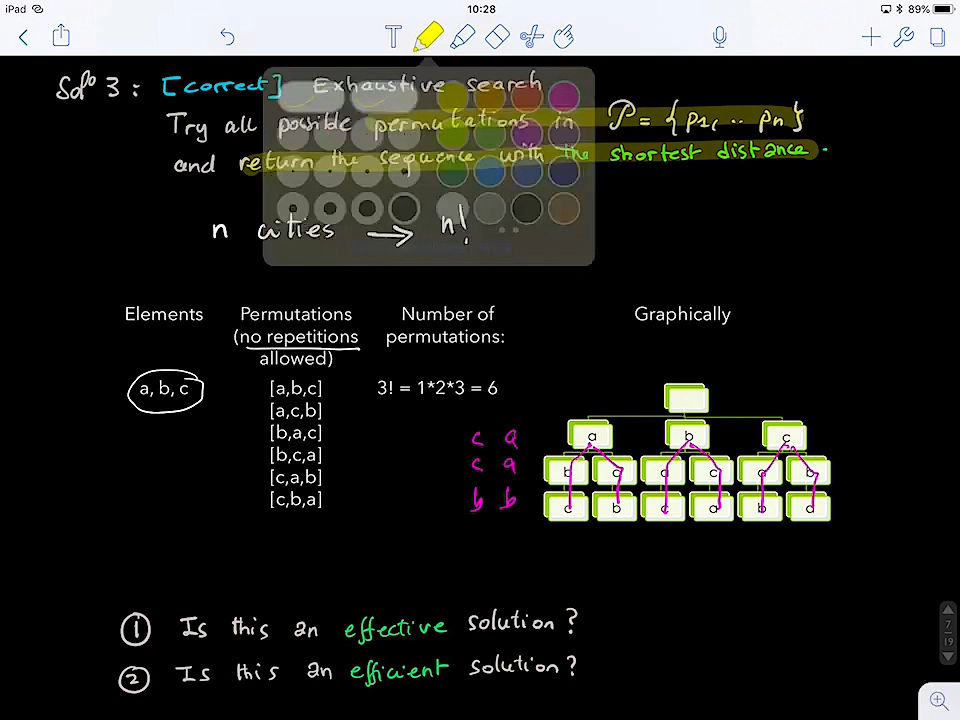 iPad 10:28 89%
T
Sol° 3 : [correct] Exhaustive search
Try all possible permutations in P = { p1, .. pn }
and return the sequence with the shortest distance .
n cities → n!
Elements Permutations Number of Graphically
(no repetitions permutations:
allowed)
a, b, c [a,b,c] 3! = 1*2*3 = 6
[a,c,b]
[b,a,c] c a a b c
[b,c,a] c a b c a c a b
[c,a,b]
[c,b,a] b b c b c a b a
1 Is this an effective solution ?
2 Is this an efficient solution ?
7
19